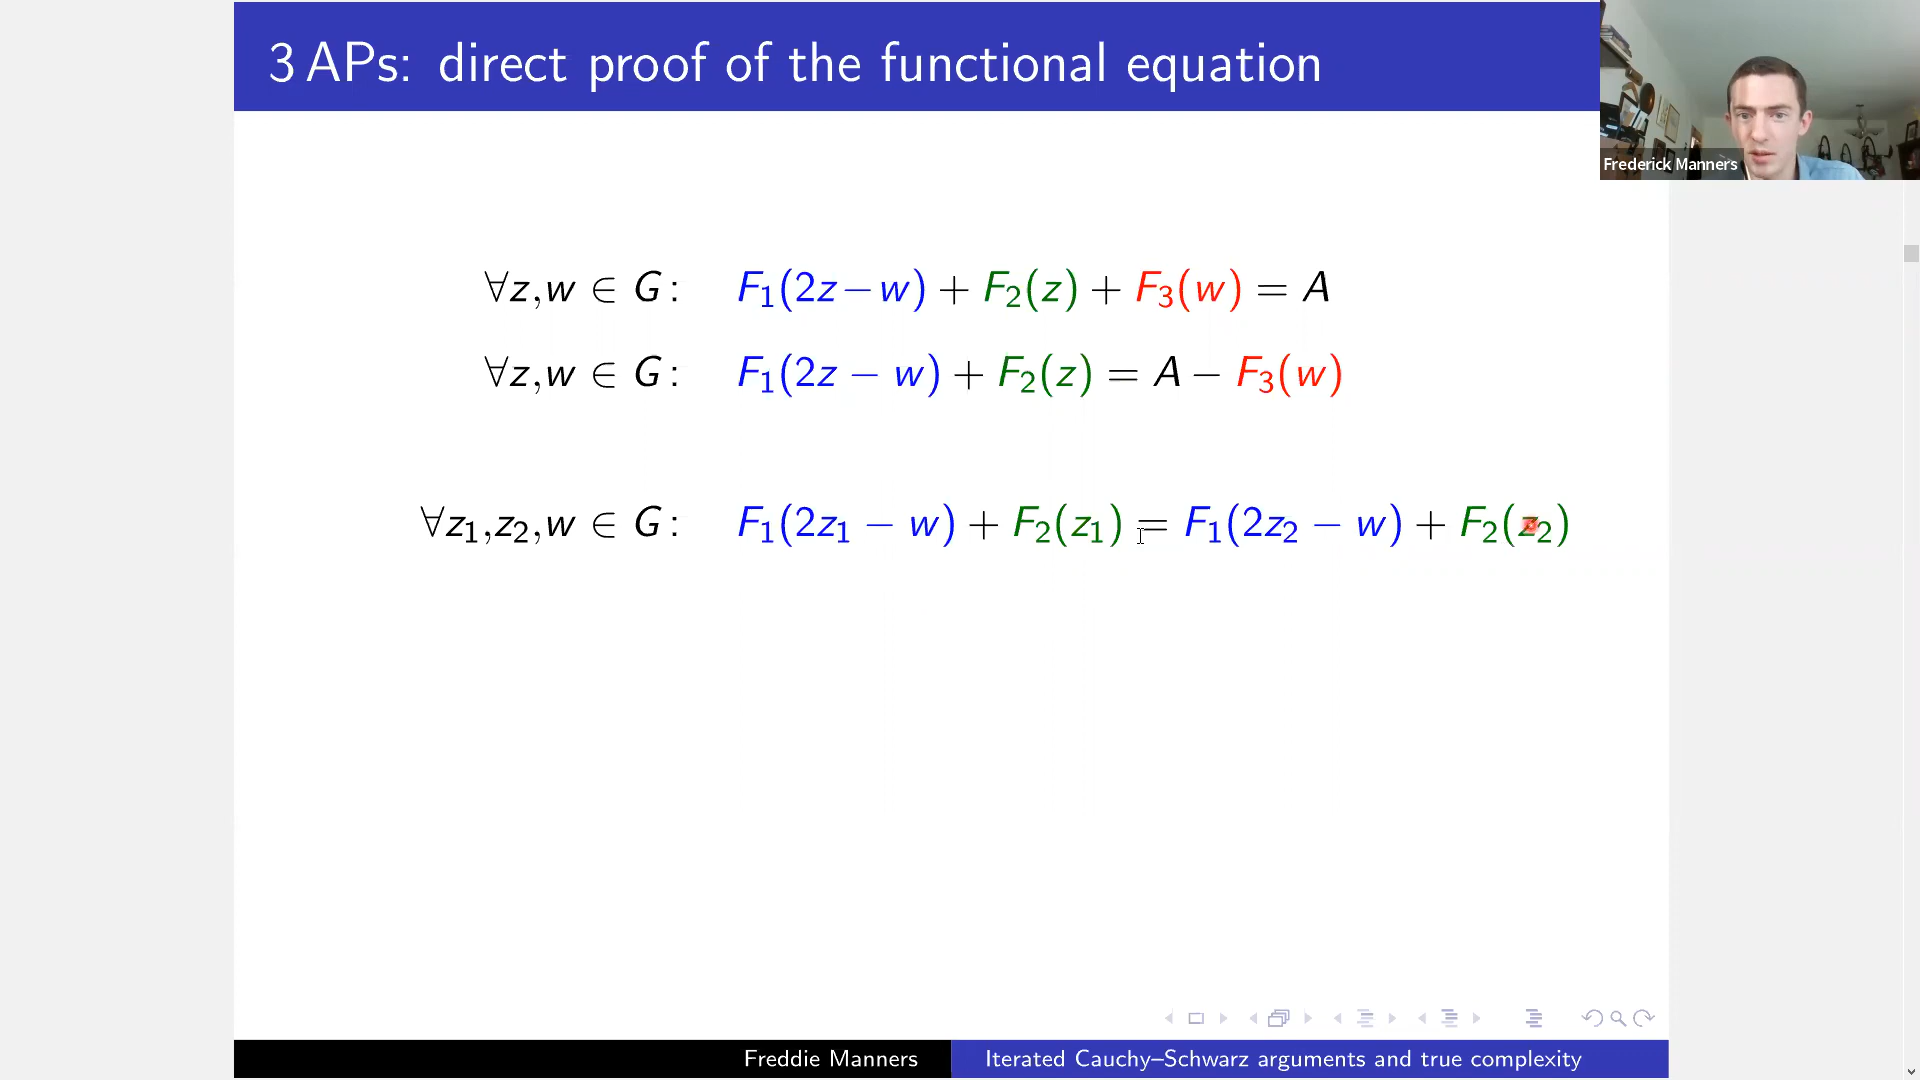 3 APs: direct proof of the functional equation
Frederick Manners
∀z,w ∈ G: F₁(2z−w) + F₂(z) + F₃(w) = A
∀z,w ∈ G: F₁(2z − w) + F₂(z) = A − F₃(w)
∀z₁,z₂,w ∈ G: F₁(2z₁ − w) + F₂(z₁) = F₁(2z₂ − w) + F₂(z₂)
Freddie Manners
Iterated Cauchy–Schwarz arguments and true complexity